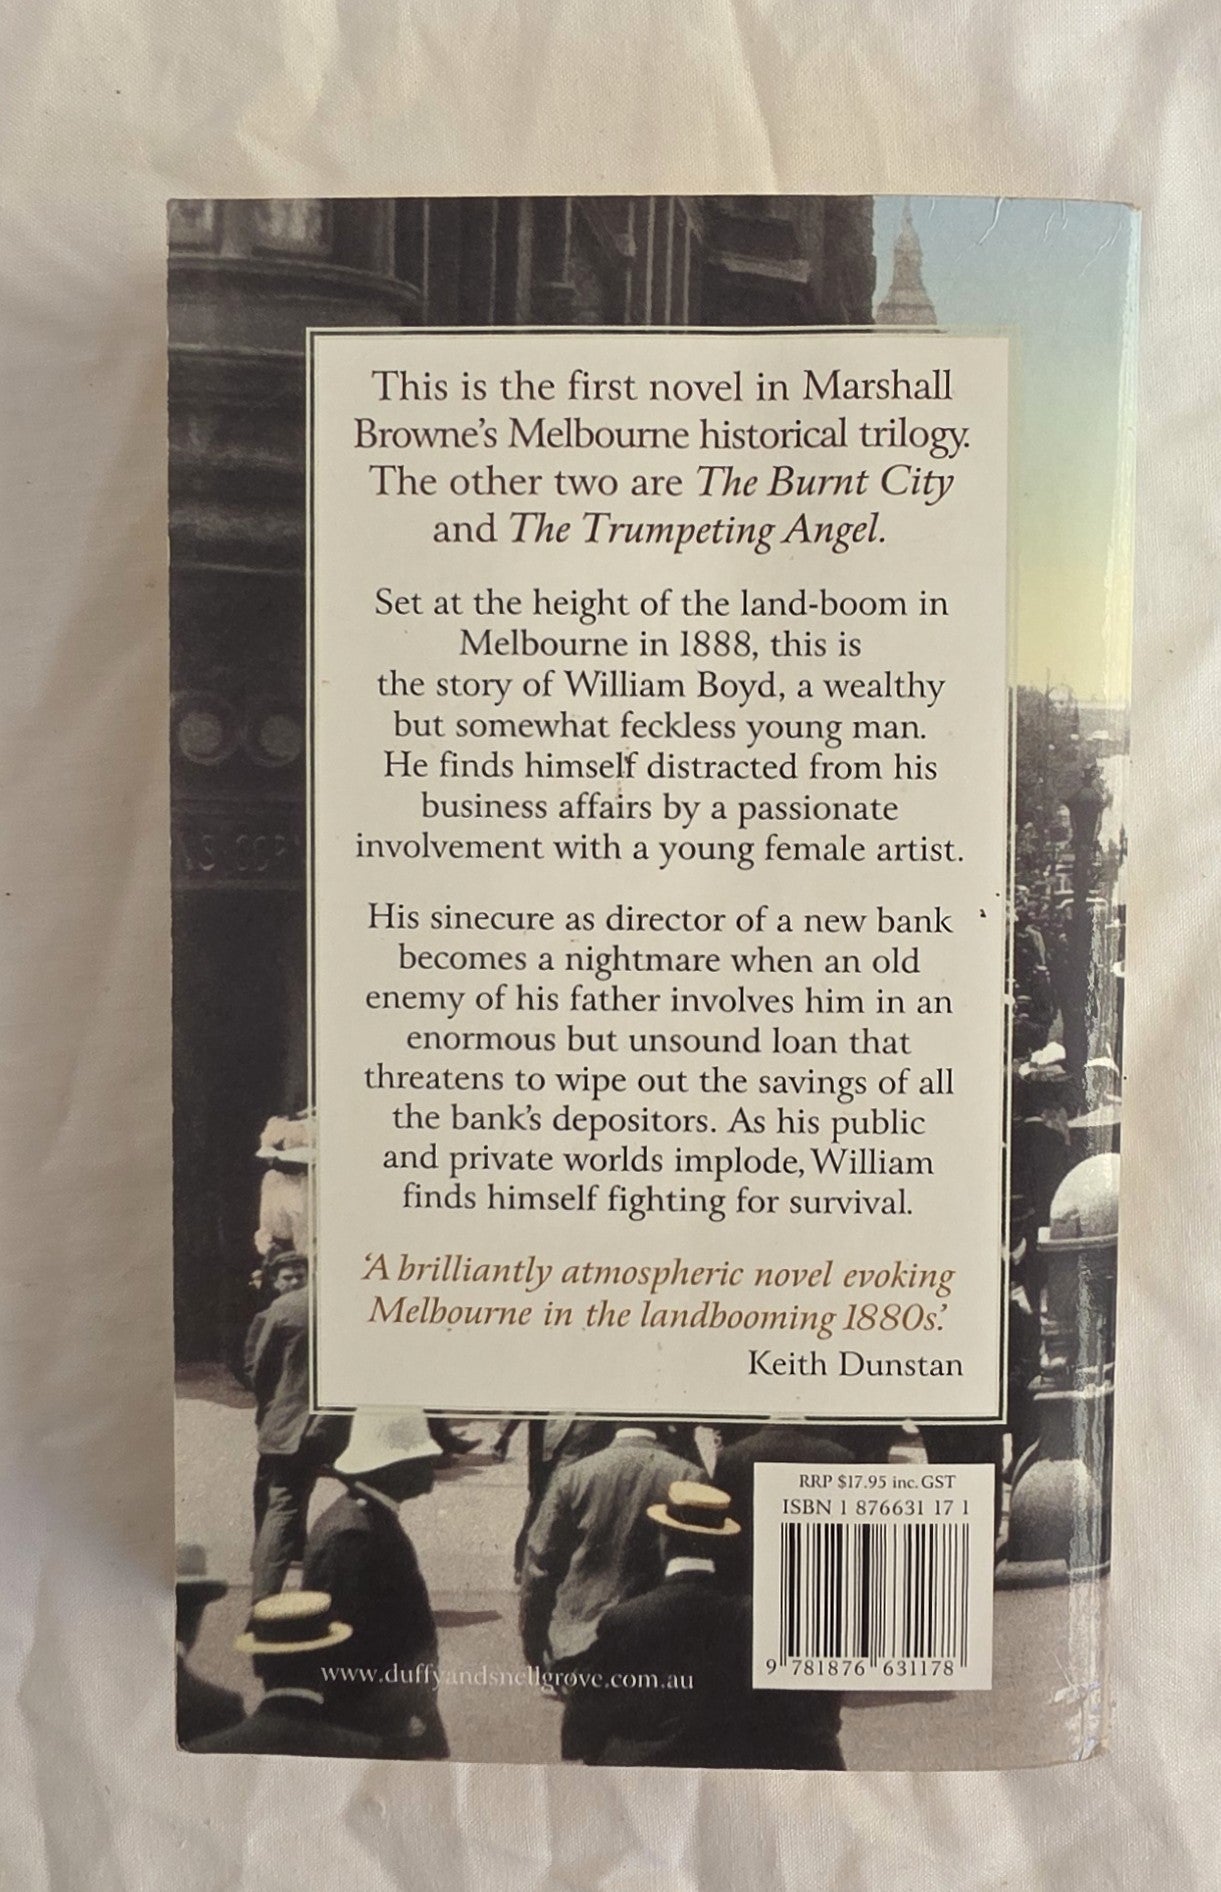 This is the first novel in Marshall
Browne's Melbourne historical trilogy.
The other two are The Burnt City
and The Trumpeting Angel.
Set at the height of the land-boom in
Melbourne in 1888, this is
the story of William Boyd, a wealthy
but somewhat feckless young man.
He finds himself distracted from his
business affairs by a passionate
involvement with a young female artist.
His sinecure as director of a new bank
becomes a nightmare when an old
enemy of his father involves him in an
enormous but unsound loan that
threatens to wipe out the savings of all
the bank's depositors. As his public
and private worlds implode, William
finds himself fighting for survival.
'A brilliantly atmospheric novel evoking
Melbourne in the landbooming 1880s'.
Keith Dunstan
RRP $17.95 inc. GST
ISBN 1 876631 17 1
9 781876 631178
www.duffyandsnellgrove.com.au